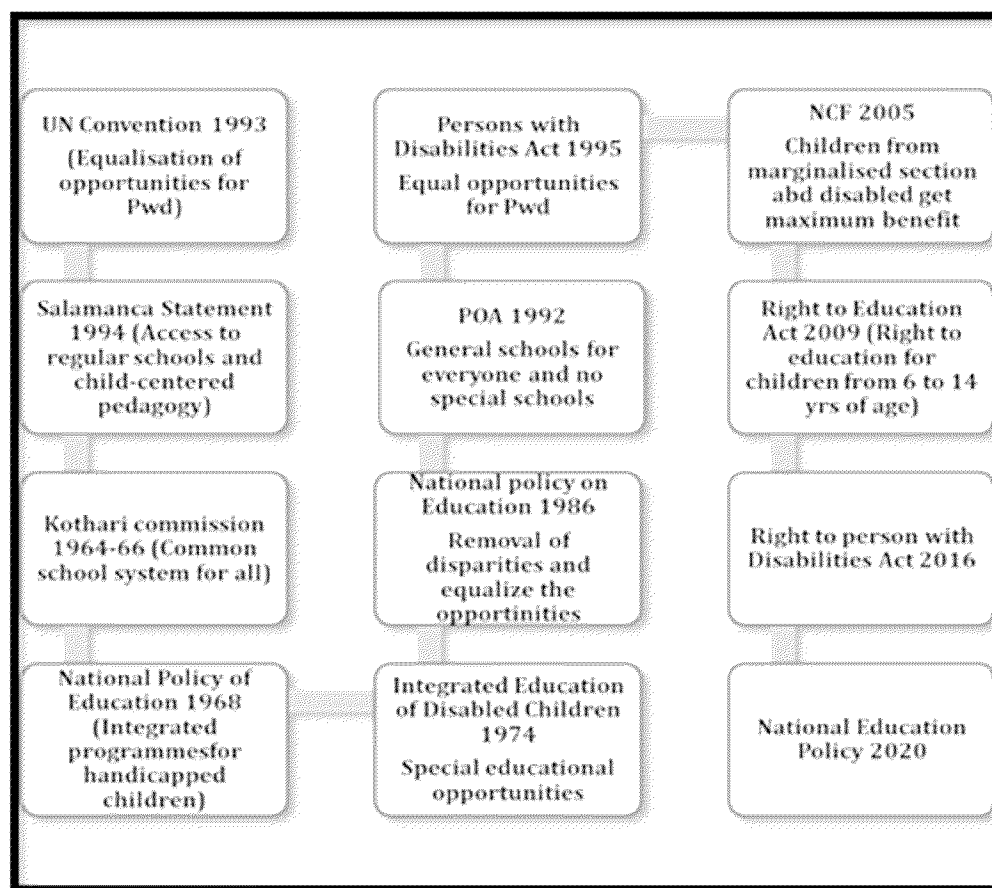 UN Convention 1993
(Equalisation of
opportunities for
Pwd)
Salamanca Statement
1994 (Access to
regular schools and
child-centered
pedagogy)
Kothari commission
1964-66 (Common
school system for all)
National Policy of
Education 1968
(Integrated
programmesfor
handicapped
children)
Integrated Education
of Disabled Children
1974
Special educational
opportunities
National policy on
Education 1986
Removal of
disparities and
equalize the
opportinities
POA 1992
General schools for
everyone and no
special schools
Persons with
Disabilities Act 1995
Equal opportunities
for Pwd
NCF 2005
Children from
marginalised section
abd disabled get
maximum benefit
Right to Education
Act 2009 (Right to
education for
children from 6 to 14
yrs of age)
Right to person with
Disabilities Act 2016
National Education
Policy 2020